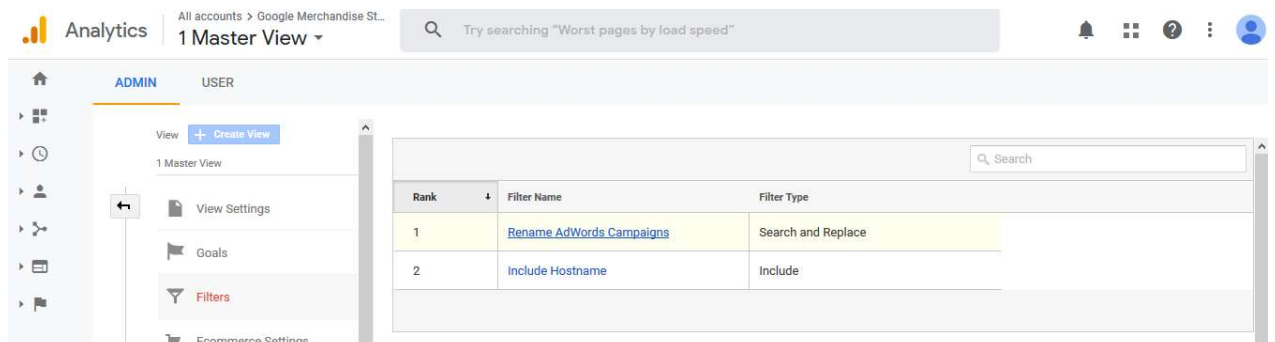 Analytics
All accounts > Google Merchandise St...
1 Master View
Try searching “Worst pages by load speed”
ADMIN USER
View + Create View
1 Master View
View Settings
Goals
Filters
Ecommerce Settings
Search
Rank Filter Name Filter Type
1 Rename AdWords Campaigns Search and Replace
2 Include Hostname Include